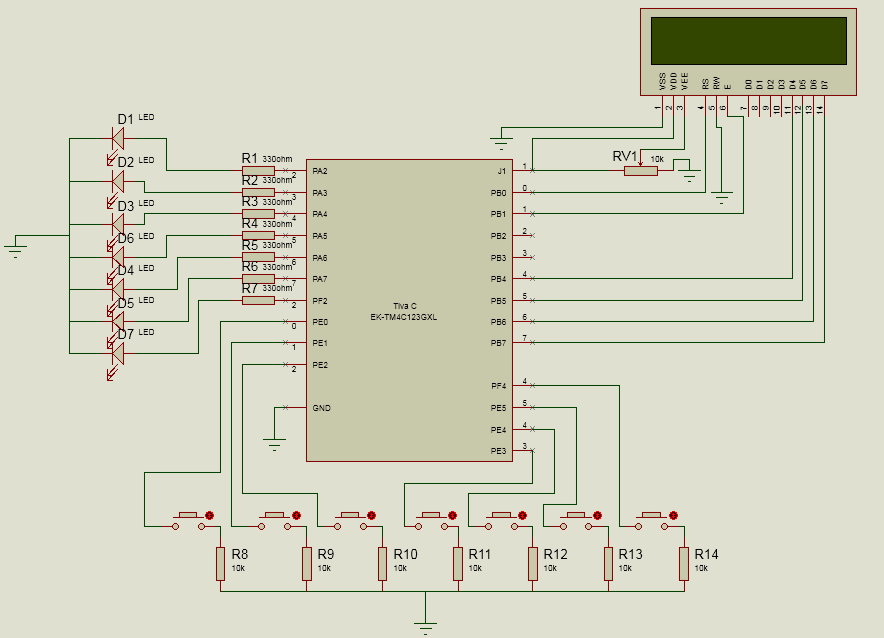 D1 LED
D2 LED
D3 LED
D6 LED
D4 LED
D5 LED
D7 LED
R1 330ohm
R2 330ohm
R3 330ohm
R4 330ohm
R5 330ohm
R6 330ohm
R7 330ohm
2
3
4
5
6
7
2
0
1
2
PA2
PA3
PA4
PA5
PA6
PA7
PF2
PE0
PE1
PE2
GND
Tiva C
EK-TM4C123GXL
J1 1
PB0 0
PB1 1
PB2 2
PB3 3
PB4 4
PB5 5
PB6 6
PB7 7
PF4 4
PE5 5
PE4 4
PE3 3
RV1 10k
VSS
VDD
VEE
RS
RW
E
D0
D1
D2
D3
D4
D5
D6
D7
1
2
3
4
5
6
7
8
9
10
11
12
13
14
R8
10k
R9
10k
R10
10k
R11
10k
R12
10k
R13
10k
R14
10k